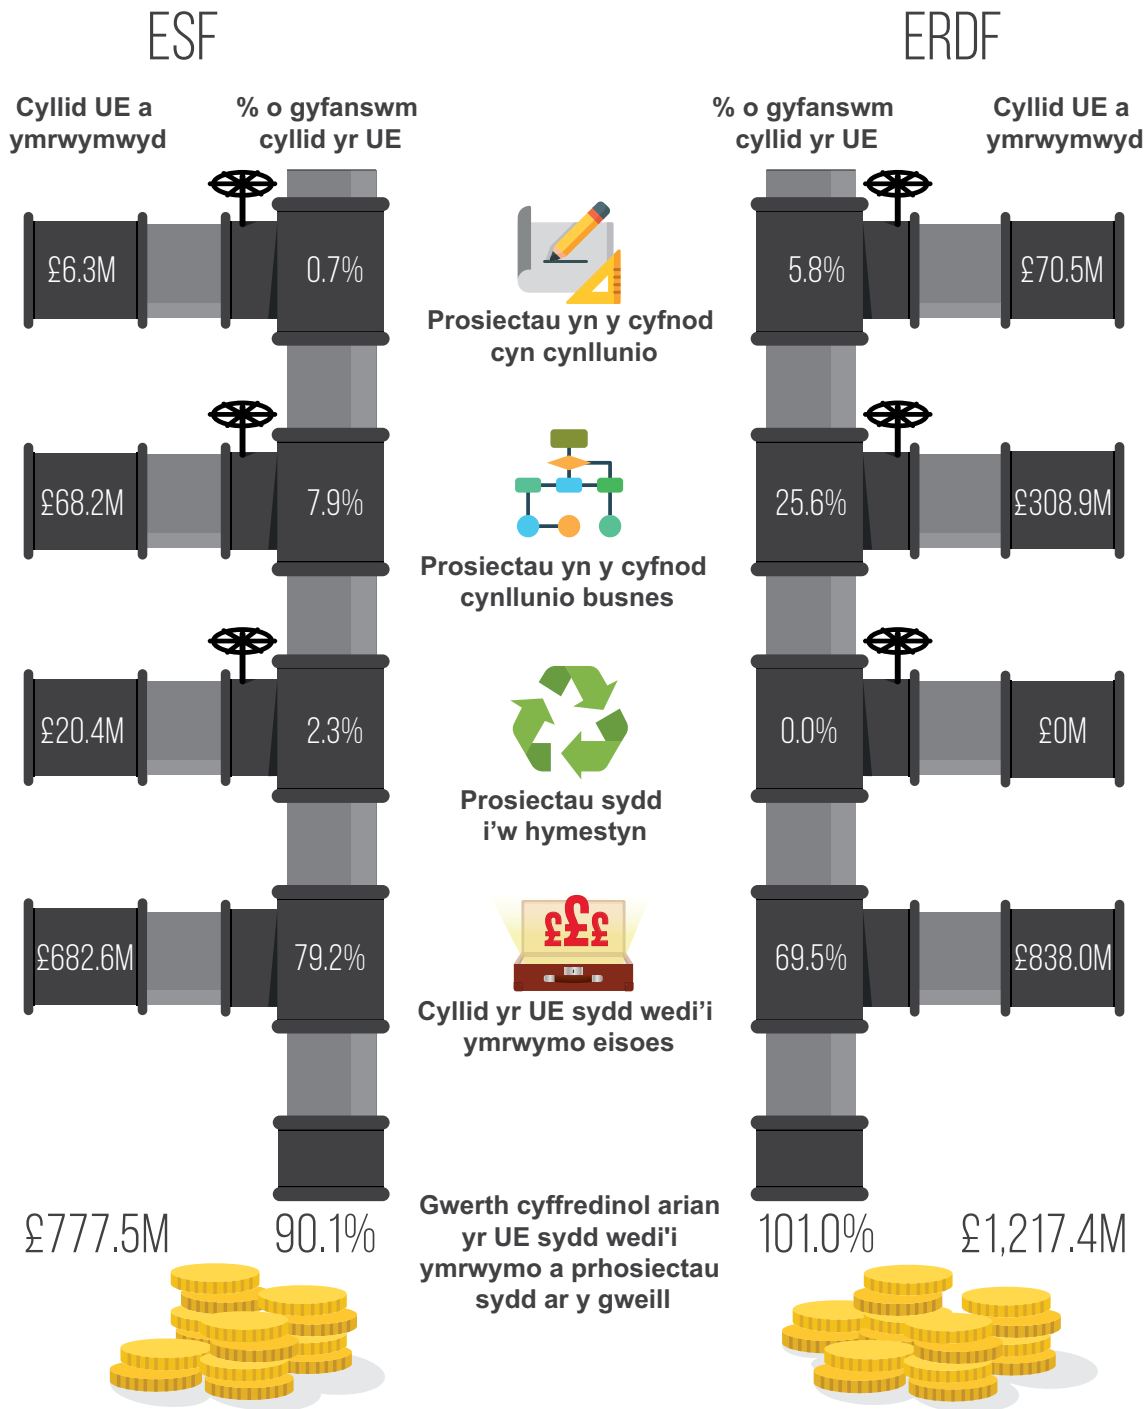 ESF
ERDF
Cyllid UE a
ymrwymwyd
% o gyfanswm
cyllid yr UE
% o gyfanswm
cyllid yr UE
Cyllid UE a
ymrwymwyd
£6.3M
0.7%
Prosiectau yn y cyfnod
cyn cynllunio
5.8%
£70.5M
£68.2M
7.9%
Prosiectau yn y cyfnod
cynllunio busnes
25.6%
£308.9M
£20.4M
2.3%
Prosiectau sydd
i’w hymestyn
0.0%
£0M
£682.6M
79.2%
£££
Cyllid yr UE sydd wedi’i
ymrwymo eisoes
69.5%
£838.0M
£777.5M
90.1%
Gwerth cyffredinol arian
yr UE sydd wedi'i
ymrwymo a prhosiectau
sydd ar y gweill
101.0%
£1,217.4M